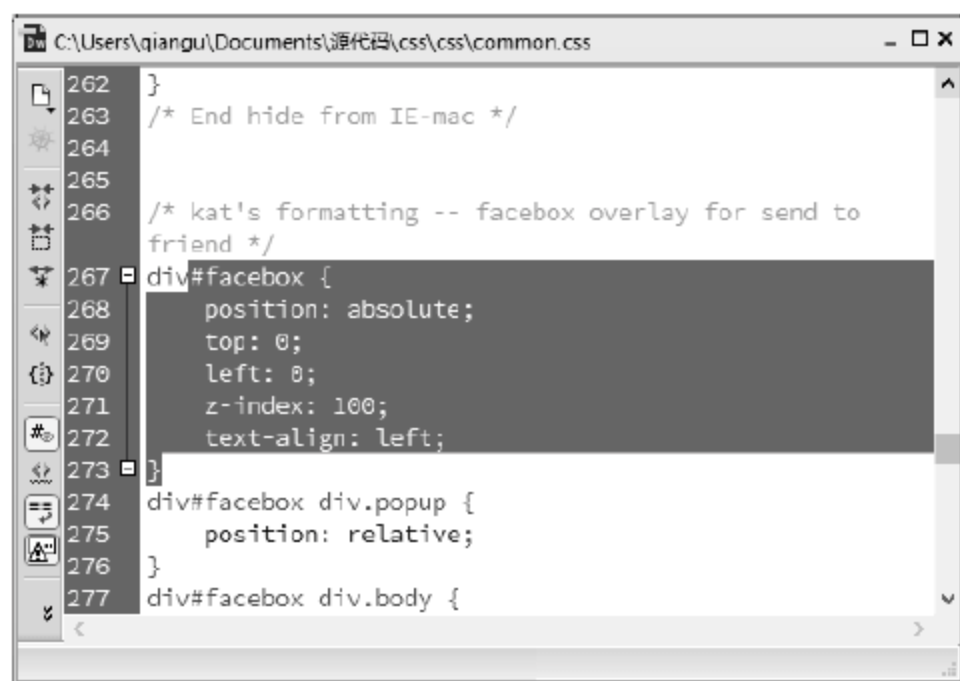 Dw C:\Users\qiangu\Documents\源代码\css\css\common.css
262 }
263 /* End hide from IE-mac */
264
265
266 /* kat's formatting -- facebox overlay for send to
friend */
267 div#facebox {
268 position: absolute;
269 top: 0;
270 left: 0;
271 z-index: 100;
272 text-align: left;
273 }
274 div#facebox div.popup {
275 position: relative;
276 }
277 div#facebox div.body {